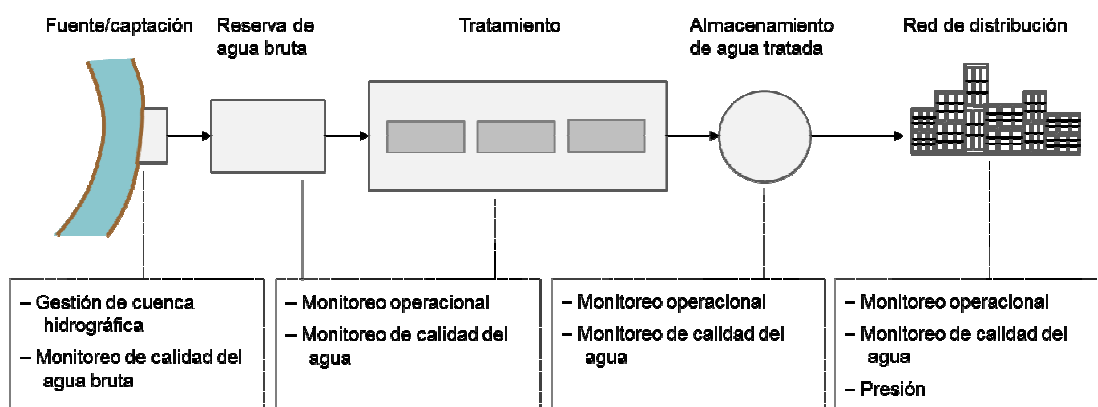 Fuente/captación
Reserva de
agua bruta
Tratamiento
Almacenamiento
de agua tratada
Red de distribución
– Gestión de cuenca
hidrográfica
– Monitoreo de calidad del
agua bruta
– Monitoreo operacional
– Monitoreo de calidad del
agua
– Monitoreo operacional
– Monitoreo de calidad del
agua
– Monitoreo operacional
– Monitoreo de calidad del
agua
– Presión